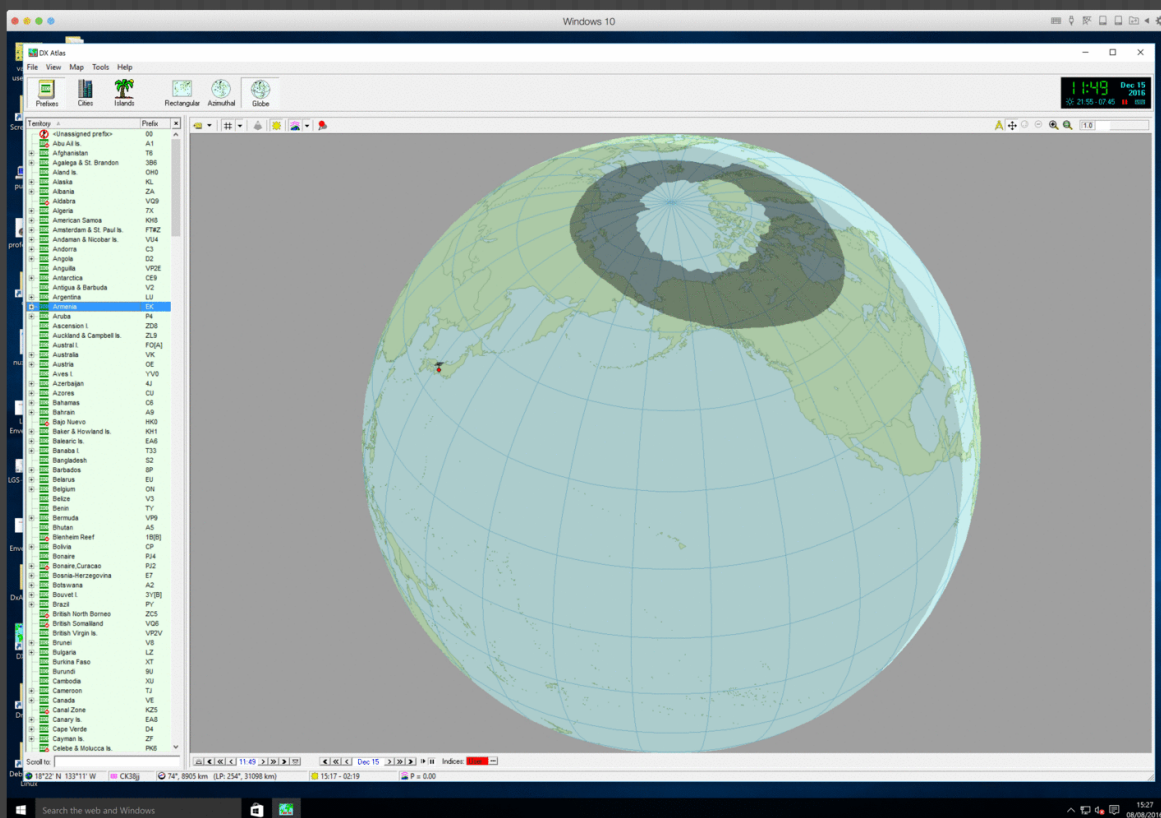 Windows 10
DX Atlas
File View Map Tools Help
Prefixes Cities Islands Rectangular Azimuthal Globe
11:49 Dec 15 2016
21:55 - 07:45
1.0
Territory Prefix
<Unassigned prefix> 00
Abu Ail Is. A1
Afghanistan T6
Agalega & St. Brandon 3B6
Aland Is. OH0
Alaska KL
Albania ZA
Aldabra VQ9
Algeria 7X
American Samoa KH8
Amsterdam & St. Paul Is. FT#Z
Andaman & Nicobar Is. VU4
Andorra C3
Angola D2
Anguilla VP2E
Antarctica CE9
Antigua & Barbuda V2
Argentina LU
Armenia EK
Aruba P4
Ascension I. ZD8
Auckland & Campbell Is. ZL9
Austral I. FO[A]
Australia VK
Austria OE
Aves I. YV0
Azerbaijan 4J
Azores CU
Bahamas C6
Bahrain A9
Bajo Nuevo HK0
Baker & Howland Is. KH1
Balearic Is. EA6
Banaba I. T33
Bangladesh S2
Barbados 8P
Belarus EU
Belgium ON
Belize V3
Benin TY
Bermuda VP9
Bhutan A5
Blenheim Reef 1B[B]
Bolivia CP
Bonaire PJ4
Bonaire,Curacao PJ2
Bosnia-Herzegovina E7
Botswana A2
Bouvet I. 3Y[B]
Brazil PY
British North Borneo ZC5
British Somaliland VQ6
British Virgin Is. VP2V
Brunei V8
Bulgaria LZ
Burkina Faso XT
Burundi 9U
Cambodia XU
Cameroon TJ
Canada VE
Canal Zone KZ5
Canary Is. EA8
Cape Verde D4
Cayman Is. ZF
Celebe & Molucca Is. PK6
Scroll to:
11:49 Dec 15 Indices:
18°22' N 133°11' W CK38jj 74°, 8905 km (LP: 254°, 31098 km) 15:17 - 02:19 P = 0.00
Linux
Search the web and Windows
15:27
08/08/2016